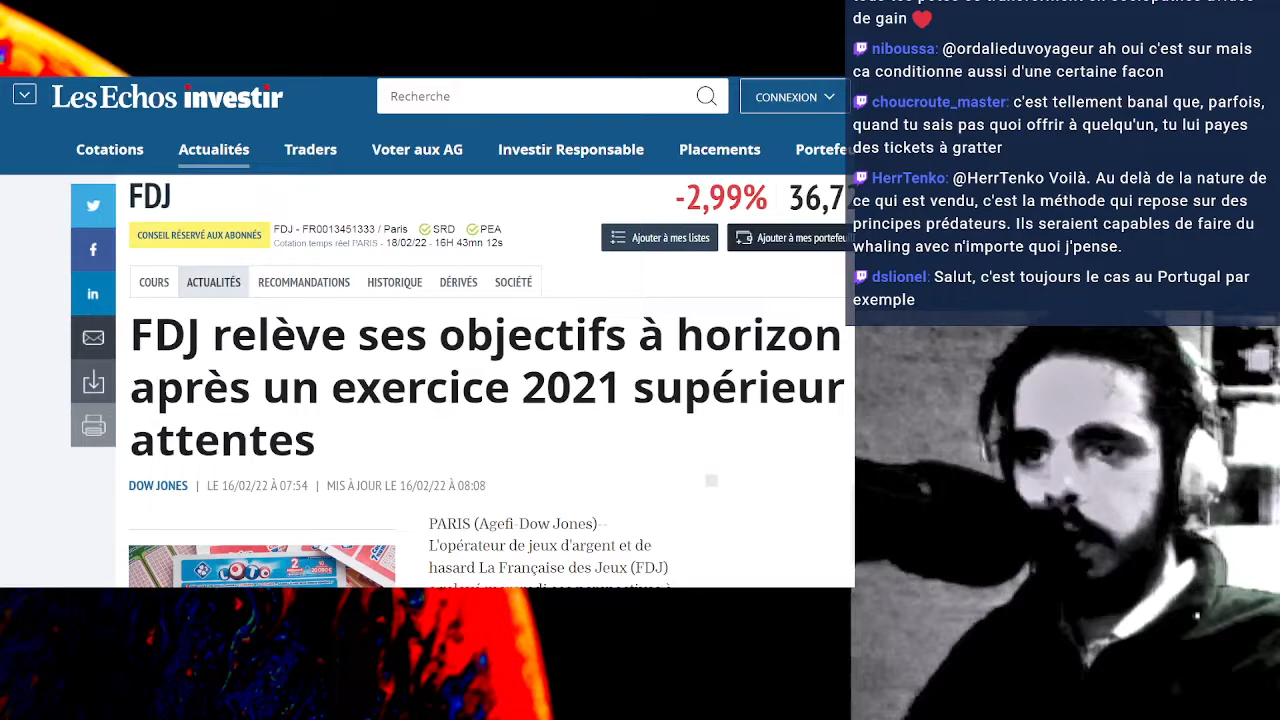 de gain
niboussa: @ordalieduvoyageur ah oui c'est sur mais
ca conditionne aussi d'une certaine facon
choucroute_master: c'est tellement banal que, parfois,
quand tu sais pas quoi offrir à quelqu'un, tu lui payes
des tickets à gratter
HerrTenko: @HerrTenko Voilà. Au delà de la nature de
ce qui est vendu, c'est la méthode qui repose sur des
principes prédateurs. Ils seraient capables de faire du
whaling avec n'importe quoi j'pense.
dslionel: Salut, c'est toujours le cas au Portugal par
exemple
Les Echos investir
Recherche
CONNEXION
Cotations Actualités Traders Voter aux AG Investir Responsable Placements Portefeu
FDJ
-2,99% 36,72
CONSEIL RÉSERVÉ AUX ABONNÉS
FDJ - FR0013451333 / Paris SRD PEA
Cotation temps réel PARIS - 18/02/22 - 16H 43mn 12s
Ajouter à mes listes
Ajouter à mes portefeui
COURS ACTUALITÉS RECOMMANDATIONS HISTORIQUE DÉRIVÉS SOCIÉTÉ
FDJ relève ses objectifs à horizon
après un exercice 2021 supérieur
attentes
DOW JONES | LE 16/02/22 À 07:54 | MIS À JOUR LE 16/02/22 À 08:08
PARIS (Agefi-Dow Jones)--
L'opérateur de jeux d'argent et de
hasard La Française des Jeux (FDJ)
LOTO